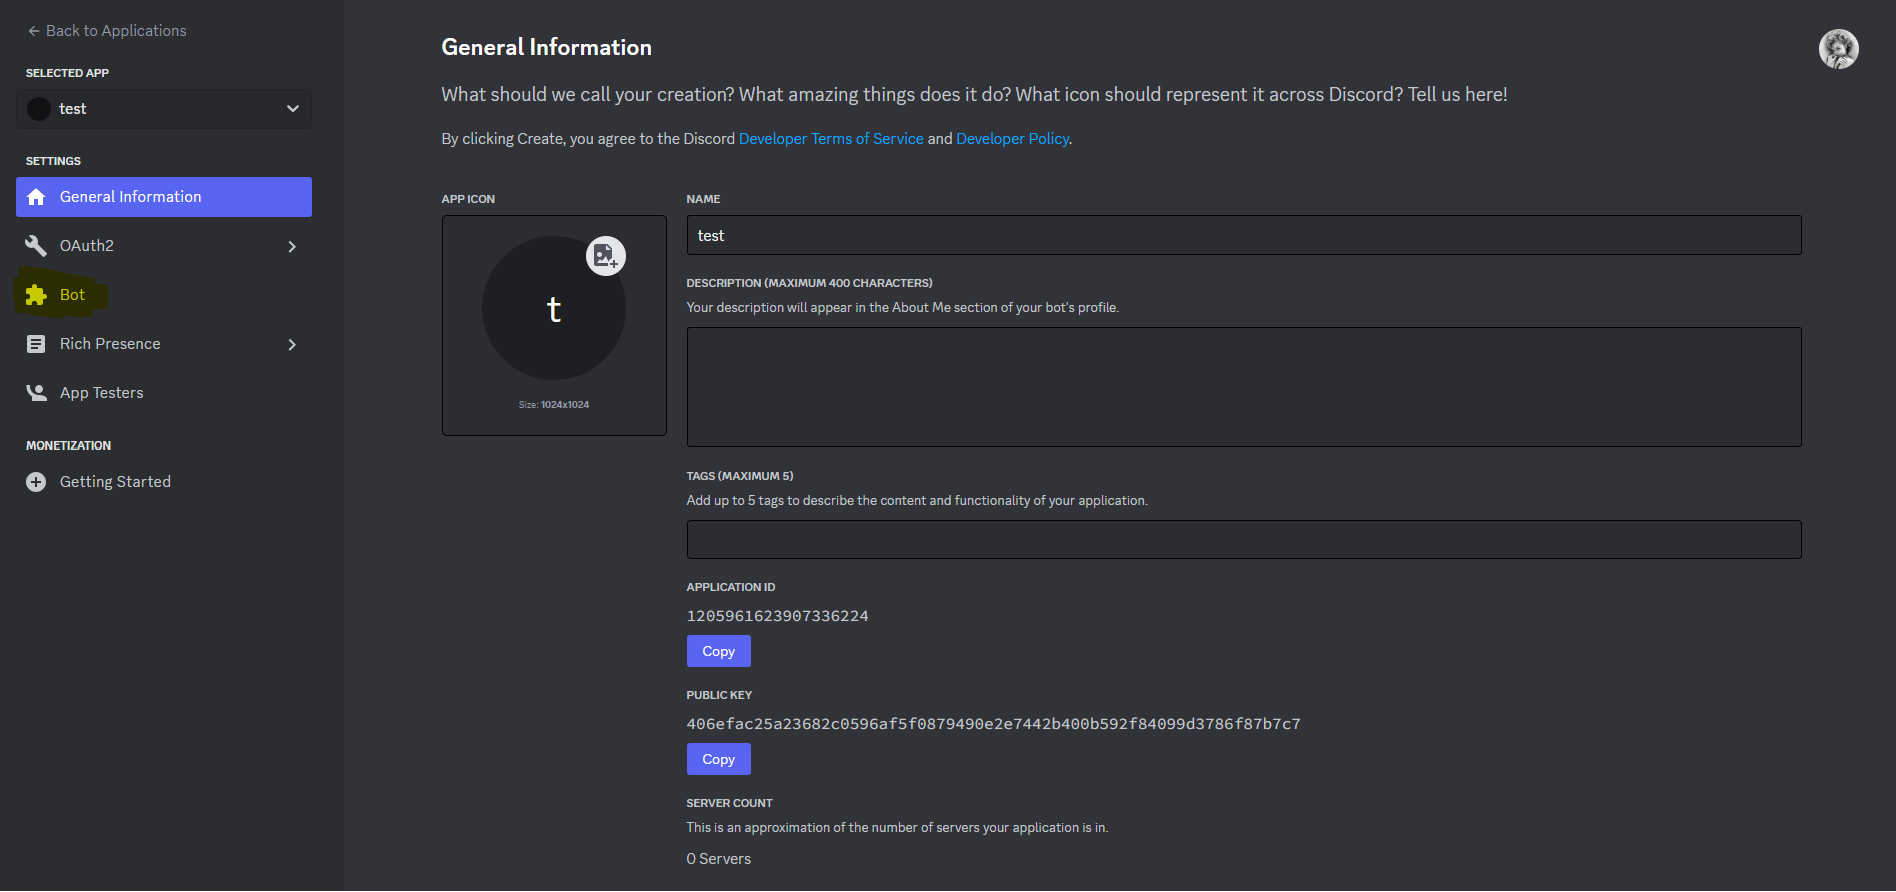 Back to Applications
SELECTED APP
test
SETTINGS
General Information
OAuth2
Bot
Rich Presence
App Testers
MONETIZATION
Getting Started
General Information
What should we call your creation? What amazing things does it do? What icon should represent it across Discord? Tell us here!
By clicking Create, you agree to the Discord Developer Terms of Service and Developer Policy.
APP ICON
t
Size: 1024x1024
NAME
test
DESCRIPTION (MAXIMUM 400 CHARACTERS)
Your description will appear in the About Me section of your bot's profile.
TAGS (MAXIMUM 5)
Add up to 5 tags to describe the content and functionality of your application.
APPLICATION ID
1205961623907336224
Copy
PUBLIC KEY
406efac25a23682c0596af5f0879490e2e7442b400b592f84099d3786f87b7c7
Copy
SERVER COUNT
This is an approximation of the number of servers your application is in.
0 Servers